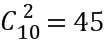 $C_{10}^{2} = 45$